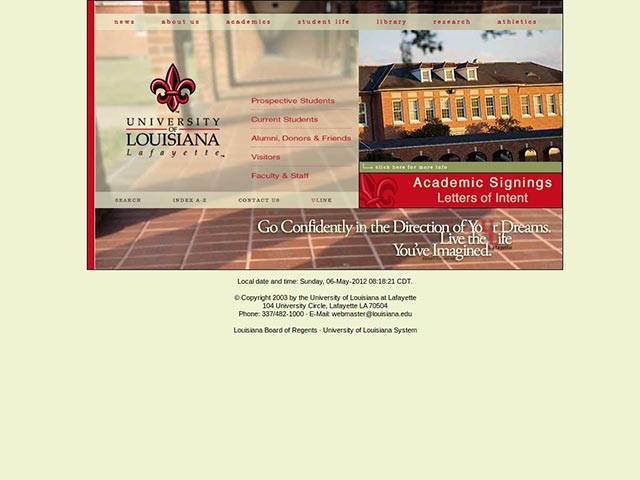 news about us academics student life library research athletics
UNIVERSITY
OF
LOUISIANA
Lafayette™
Prospective Students
Current Students
Alumni, Donors & Friends
Visitors
Faculty & Staff
click here for more info
Academic Signings
Letters of Intent
SEARCH INDEX A-Z CONTACT US ULINK
Go Confidently in the Direction of Your Dreams.
Live the Life
You've Imagined.
Local date and time: Sunday, 06-May-2012 08:18:21 CDT.
© Copyright 2003 by the University of Louisiana at Lafayette
104 University Circle, Lafayette LA 70504
Phone: 337/482-1000 · E-Mail: webmaster@louisiana.edu
Louisiana Board of Regents · University of Louisiana System